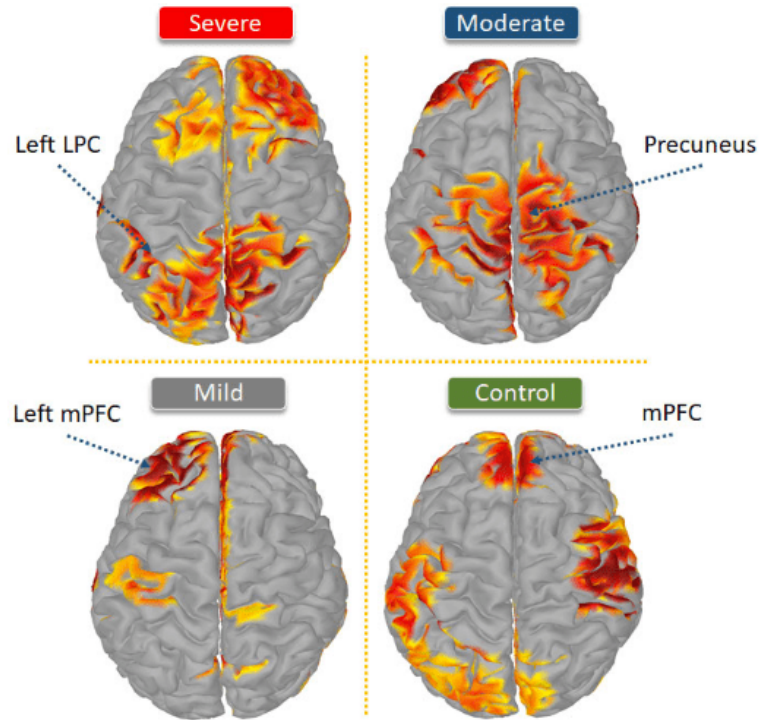 Severe
Moderate
Left LPC
Precuneus
Mild
Control
Left mPFC
mPFC